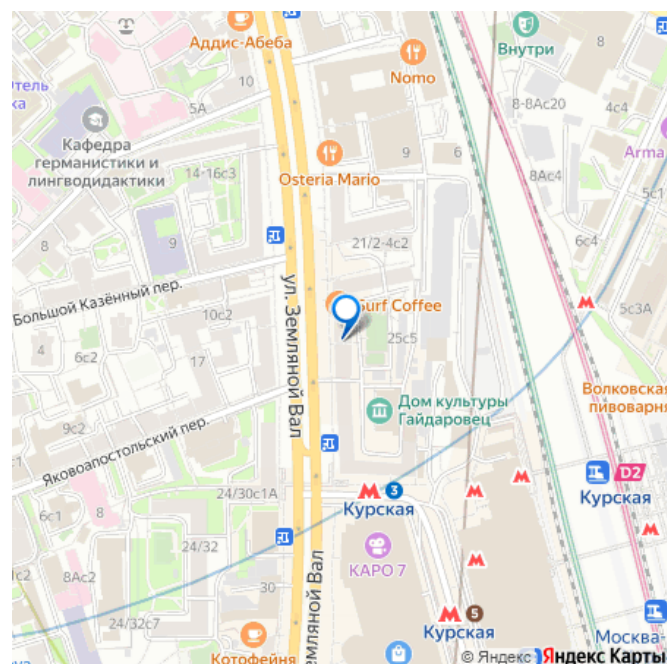 Аддис-Абеба
Внутри
8
10
Nomo
8-8Ас20
4с4
5А
Кафедра
германистики и
лингводидактики
9
6
Arma
14-16с3
8Ас4
5с1
Osteria Mario
8
9
21/2-4с2
6с4
Большой Казённый пер.
ул. Земляной Вал
Surf Coffee
10с2
5с3А
4
6с2
17
25с5
Дом культуры
Гайдаровец
Волковская
пивоварня
9с2
Яковоапостольский пер.
D2
24/30с1А
3
Курская
Курская
6с1
24/32
КАРО 7
8Ас2
30
Земляной Вал
5
24/32с7
Курская
Москва-
Котофейня
© Яндекс Яндекс Карты